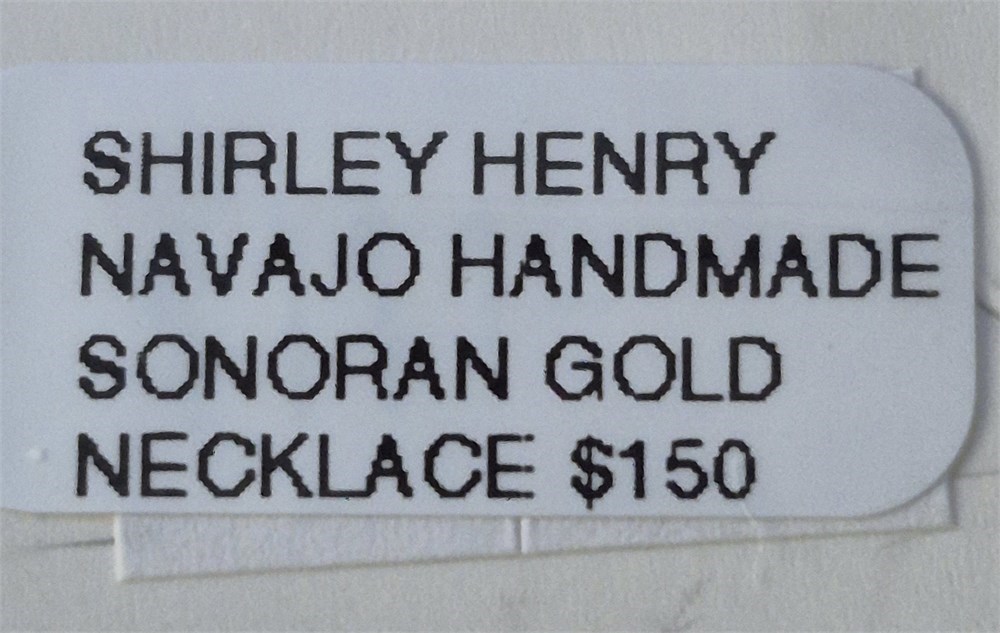 SHIRLEY HENRY
NAVAJO HANDMADE
SONORAN GOLD
NECKLACE $150